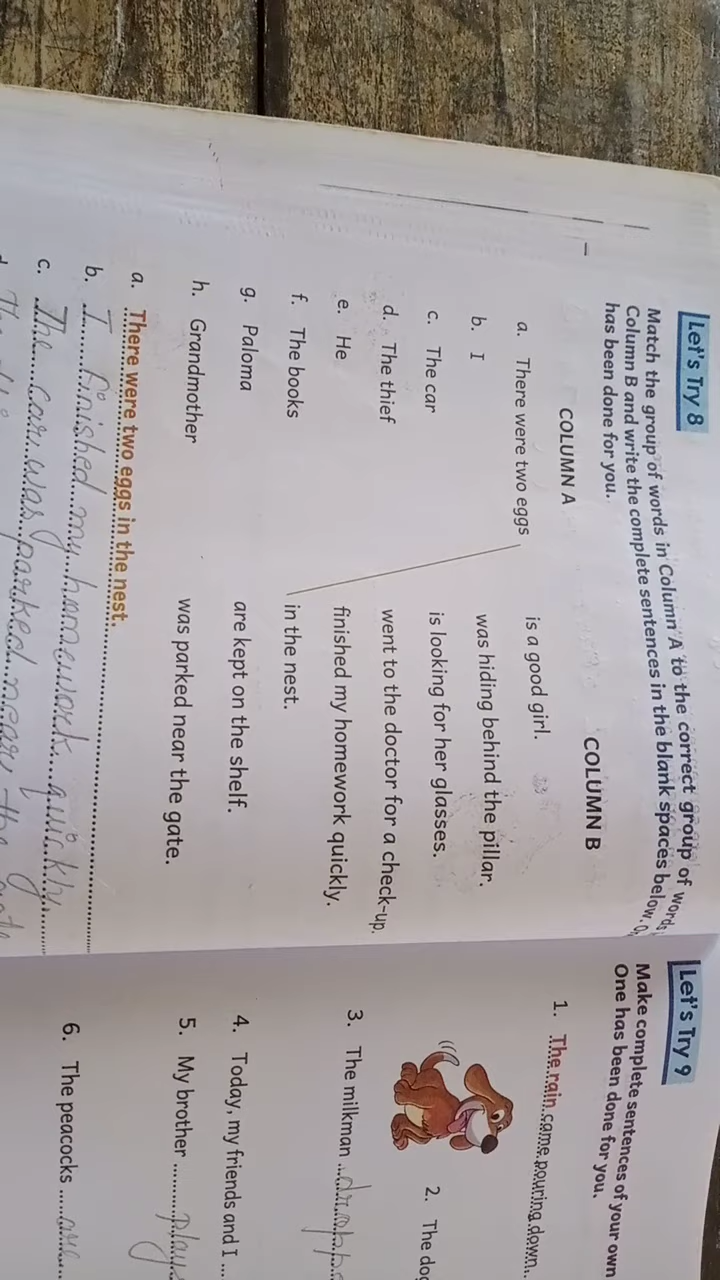 Let's Try 8
Match the group of words in Column A to the correct group of words
Column B and write the complete sentences in the blank spaces below.
has been done for you.
COLUMN A COLUMN B
a. There were two eggs is a good girl.
b. I was hiding behind the pillar.
c. The car is looking for her glasses.
d. The thief went to the doctor for a check-up.
e. He finished my homework quickly.
f. The books in the nest.
g. Paloma are kept on the shelf.
h. Grandmother was parked near the gate.
a. There were two eggs in the nest.
b. I finished my homework quickly.
c. The car was parked near the gate
Let's Try 9
Make complete sentences of your own
One has been done for you.
1. The rain came pouring down.
2. The dog
3. The milkman
4. Today, my friends and I ...
5. My brother plays
6. The peacocks are